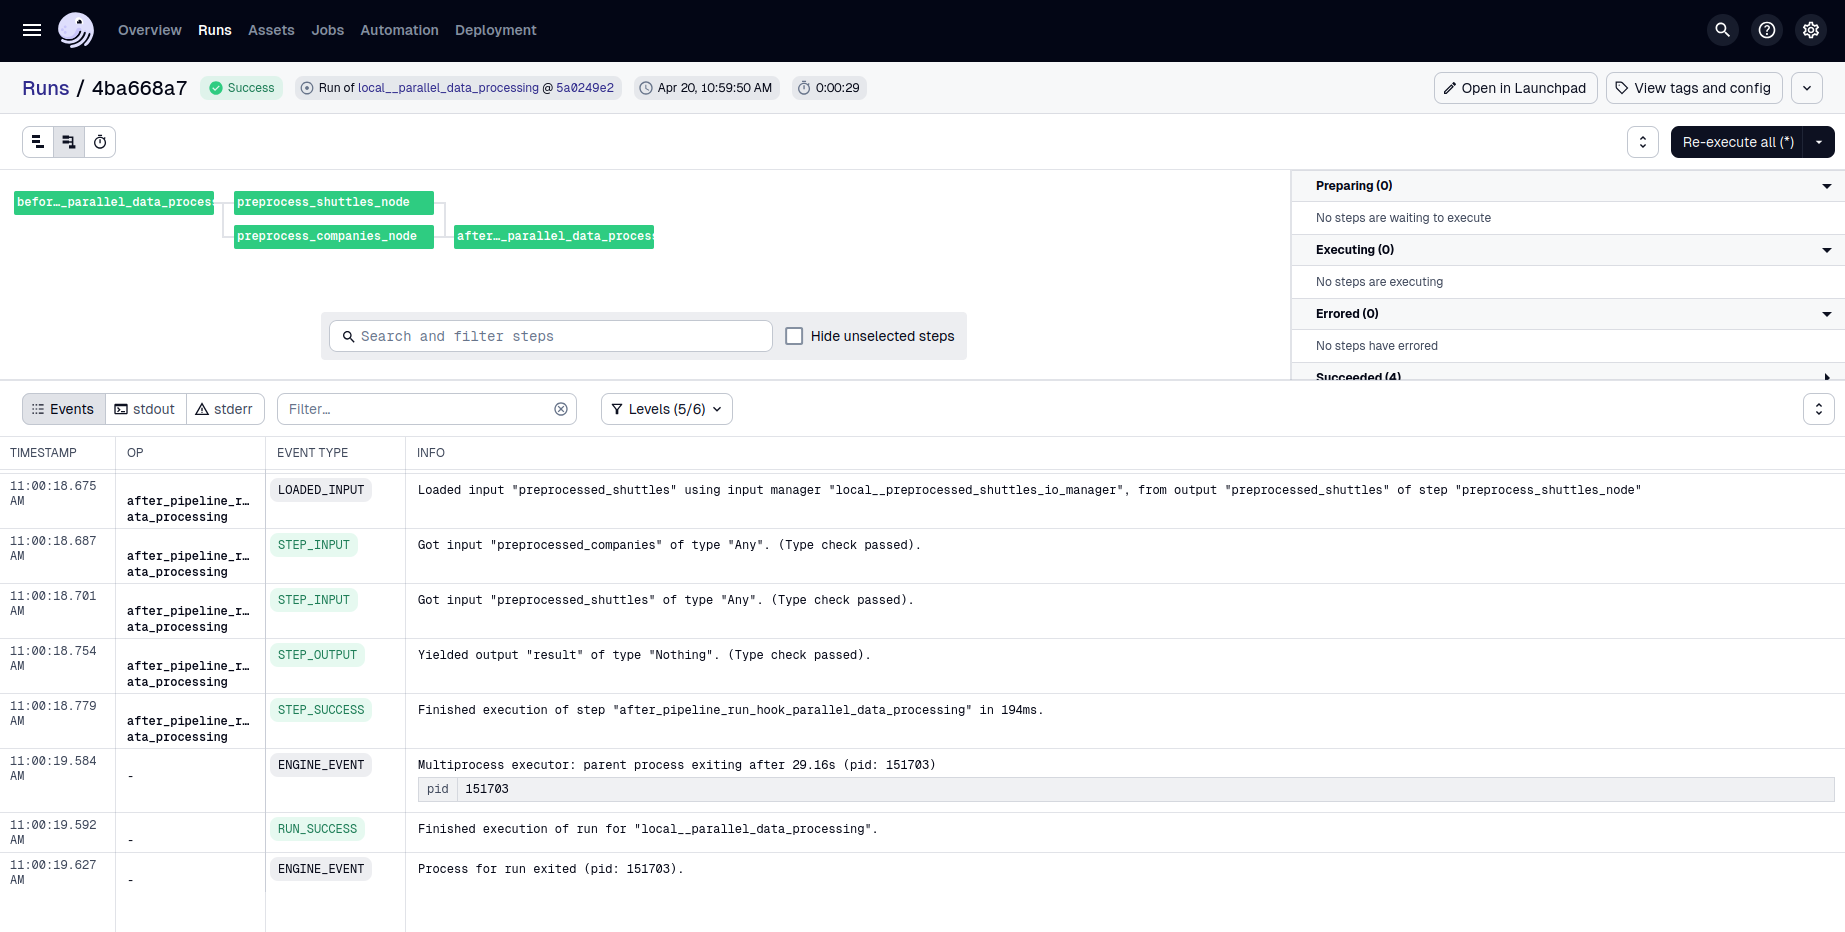 Overview Runs Assets Jobs Automation Deployment
Runs / 4ba668a7 Success Run of local__parallel_data_processing @ 5a0249e2 Apr 20, 10:59:50 AM 0:00:29 Open in Launchpad View tags and config
Re-execute all (*)
befor…_parallel_data_process preprocess_shuttles_node
preprocess_companies_node after…_parallel_data_process
Search and filter steps Hide unselected steps
Preparing (0)
No steps are waiting to execute
Executing (0)
No steps are executing
Errored (0)
No steps have errored
Succeeded (4)
Events stdout stderr Filter… Levels (5/6)
TIMESTAMP OP EVENT TYPE INFO
11:00:18.675 AM after_pipeline_r…ata_processing LOADED_INPUT Loaded input "preprocessed_shuttles" using input manager "local__preprocessed_shuttles_io_manager", from output "preprocessed_shuttles" of step "preprocess_shuttles_node"
11:00:18.687 AM after_pipeline_r…ata_processing STEP_INPUT Got input "preprocessed_companies" of type "Any". (Type check passed).
11:00:18.701 AM after_pipeline_r…ata_processing STEP_INPUT Got input "preprocessed_shuttles" of type "Any". (Type check passed).
11:00:18.754 AM after_pipeline_r…ata_processing STEP_OUTPUT Yielded output "result" of type "Nothing". (Type check passed).
11:00:18.779 AM after_pipeline_r…ata_processing STEP_SUCCESS Finished execution of step "after_pipeline_run_hook_parallel_data_processing" in 194ms.
11:00:19.584 AM - ENGINE_EVENT Multiprocess executor: parent process exiting after 29.16s (pid: 151703)
pid 151703
11:00:19.592 AM - RUN_SUCCESS Finished execution of run for "local__parallel_data_processing".
11:00:19.627 AM - ENGINE_EVENT Process for run exited (pid: 151703).